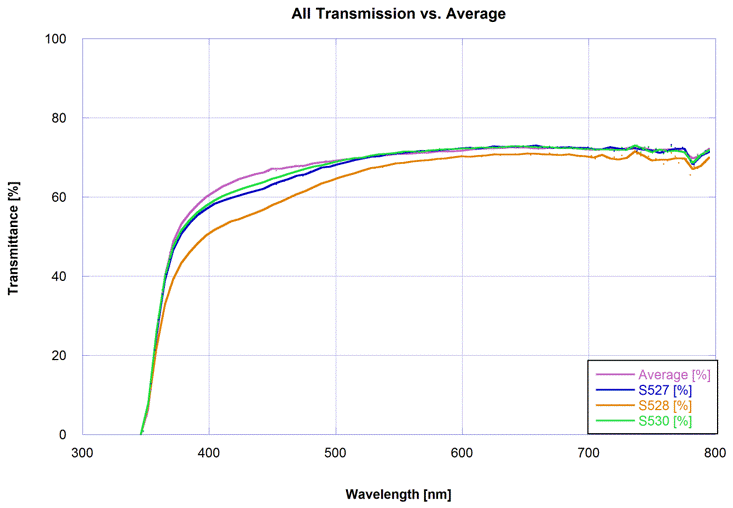 All Transmission vs. Average
100
80
60
40
20
0
Transmittance [%]
300 400 500 600 700 800
Wavelength [nm]
Average [%]
S527 [%]
S528 [%]
S530 [%]